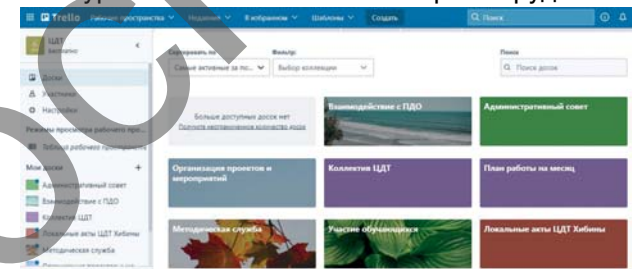 Trello Рабочие пространства Недавние В избранном Шаблоны Создать Поиск
ЦДТ
Бесплатно
Доски
Участники
Настройки
Режимы просмотра рабочего про...
Таблица рабочего пространства
Мои доски +
Административный совет
Взаимодействие с ПДО
Коллектив ЦДТ
Локальные акты ЦДТ Хибины
Методическая служба
Сортировать по Фильтр: Поиск
Самые активные за по... Выбор коллекции Поиск досок
Больше доступных досок нет
Получите неограниченное количество досок
Взаимодействие с ПДО
Административный совет
Организация проектов и
мероприятий
Коллектив ЦДТ
План работы на месяц
Методическая служба
Участие обучающихся
Локальные акты ЦДТ Хибины